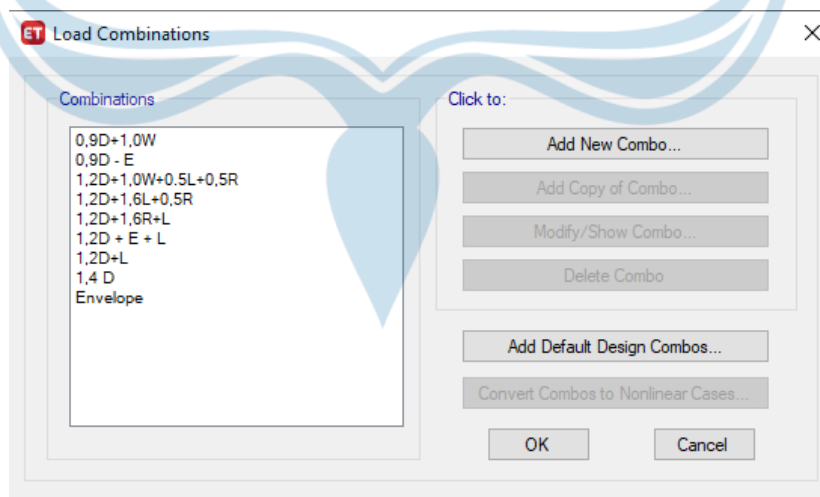 ET Load Combinations
Combinations
0,9D+1,0W
0,9D - E
1,2D+1,0W+0.5L+0,5R
1,2D+1,6L+0,5R
1,2D+1,6R+L
1,2D + E + L
1,2D+L
1,4 D
Envelope
Click to:
Add New Combo...
Add Copy of Combo...
Modify/Show Combo...
Delete Combo
Add Default Design Combos...
Convert Combos to Nonlinear Cases...
OK
Cancel